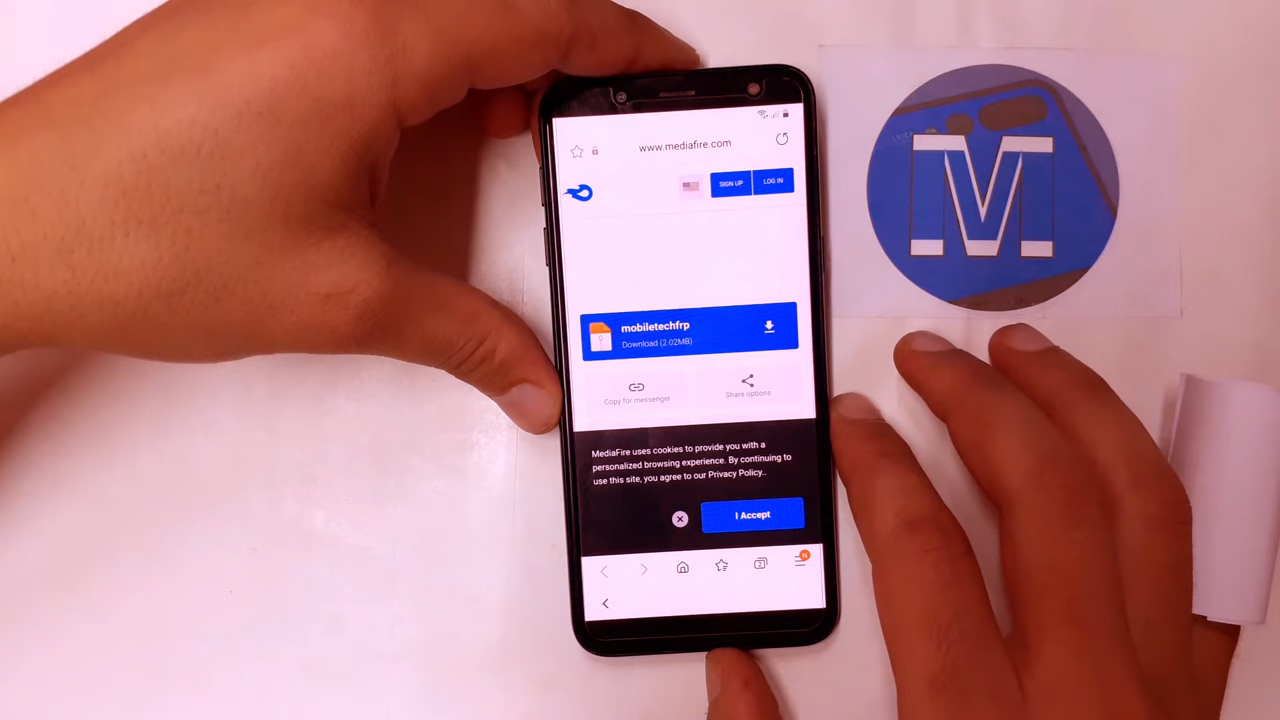 www.mediafire.com
SIGN UP
LOG IN
mobiletechfrp
Download (2.02MB)
Copy for messenger
Share options
MediaFire uses cookies to provide you with a
personalized browsing experience. By continuing to
use this site, you agree to our Privacy Policy..
I Accept
2
N
M